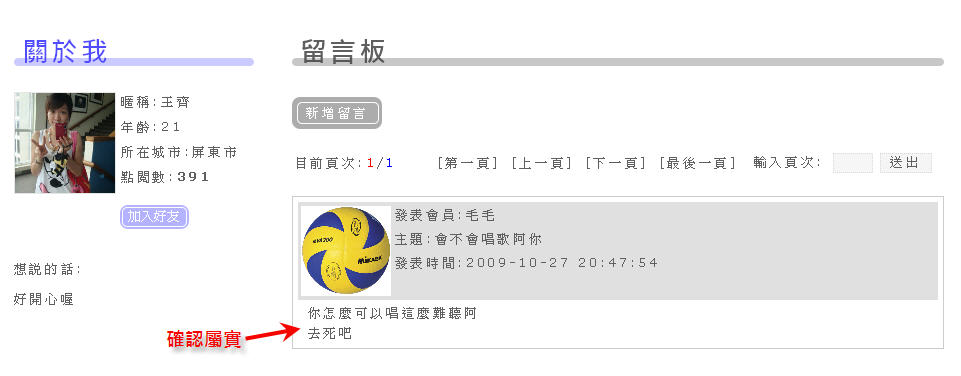 關於我
暱稱:王齊
年齡:21
所在城市:屏東市
點閱數:391
加入好友
想說的話:
好開心喔
留言板
新增留言
目前頁次:1/1 [第一頁] [上一頁] [下一頁] [最後一頁] 輸入頁次: 送出
MVA200
MIKASA
發表會員:毛毛
主題:會不會唱歌阿你
發表時間:2009-10-27 20:47:54
你怎麼可以唱這麼難聽阿
去死吧
確認屬實